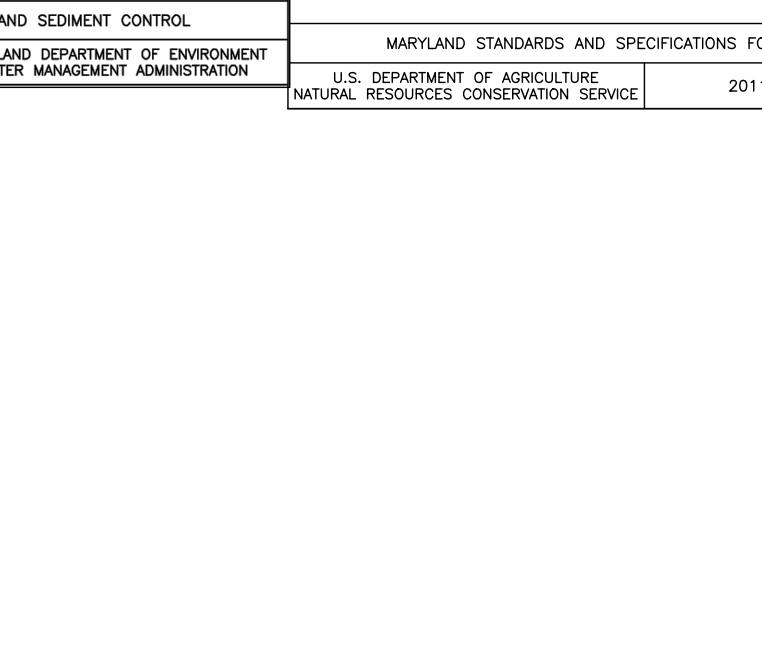 AND SEDIMENT CONTROL
LAND DEPARTMENT OF ENVIRONMENT
TER MANAGEMENT ADMINISTRATION
MARYLAND STANDARDS AND SPECIFICATIONS FO
U.S. DEPARTMENT OF AGRICULTURE
NATURAL RESOURCES CONSERVATION SERVICE
2011